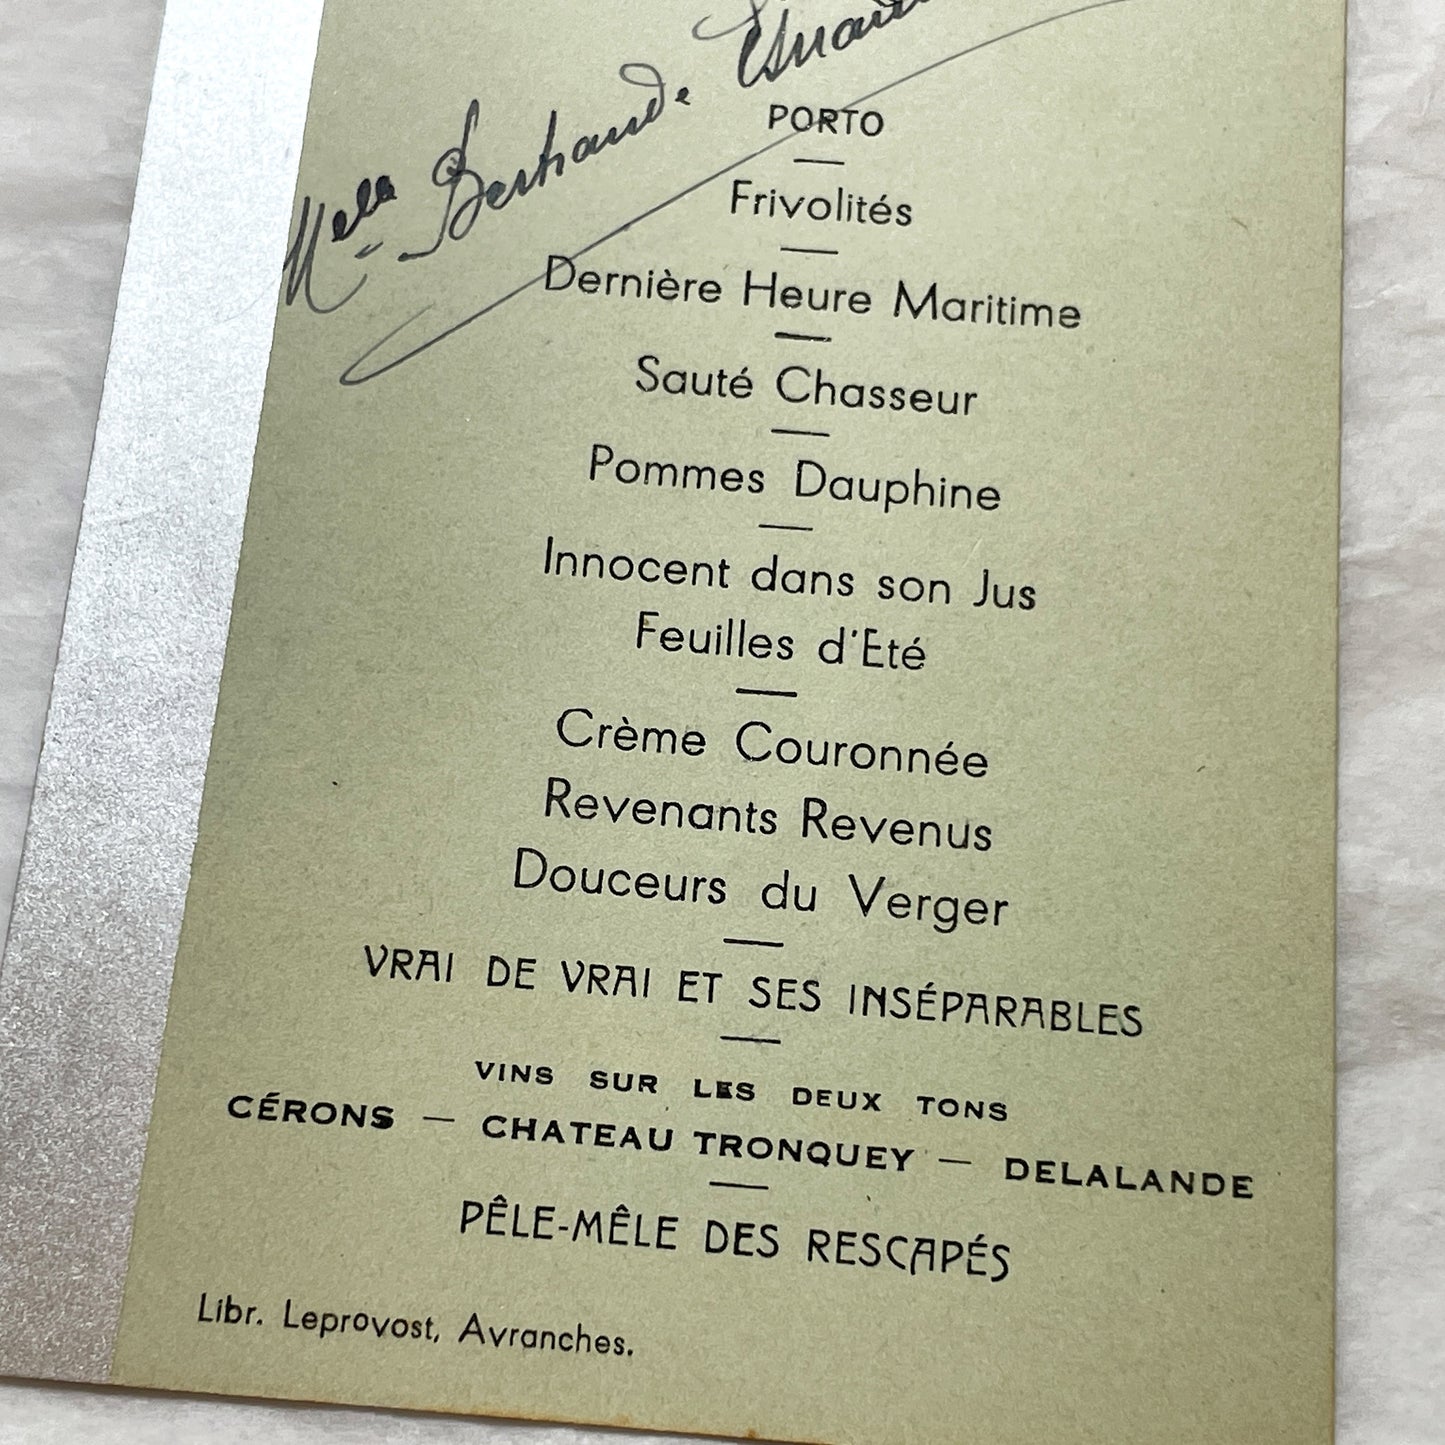 Melle Bertrande
PORTO
Frivolités
Dernière Heure Maritime
Sauté Chasseur
Pommes Dauphine
Innocent dans son Jus
Feuilles d'Eté
Crème Couronnée
Revenants Revenus
Douceurs du Verger
VRAI DE VRAI ET SES INSÉPARABLES
VINS SUR LES DEUX TONS
CÉRONS — CHATEAU TRONQUEY — DELALANDE
PÊLE-MÊLE DES RESCAPÉS
Libr. Leprovost, Avranches.